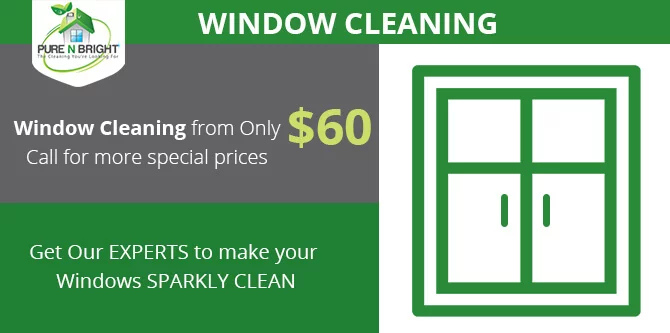 WINDOW CLEANING
PURE N BRIGHT
The Cleaning You're Looking For
Window Cleaning from Only $60
Call for more special prices
Get Our EXPERTS to make your
Windows SPARKLY CLEAN